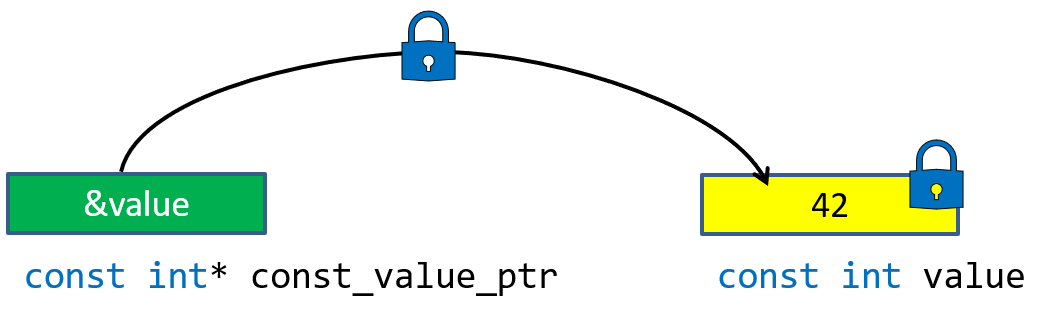 &value
42
const int* const_value_ptr
const int value